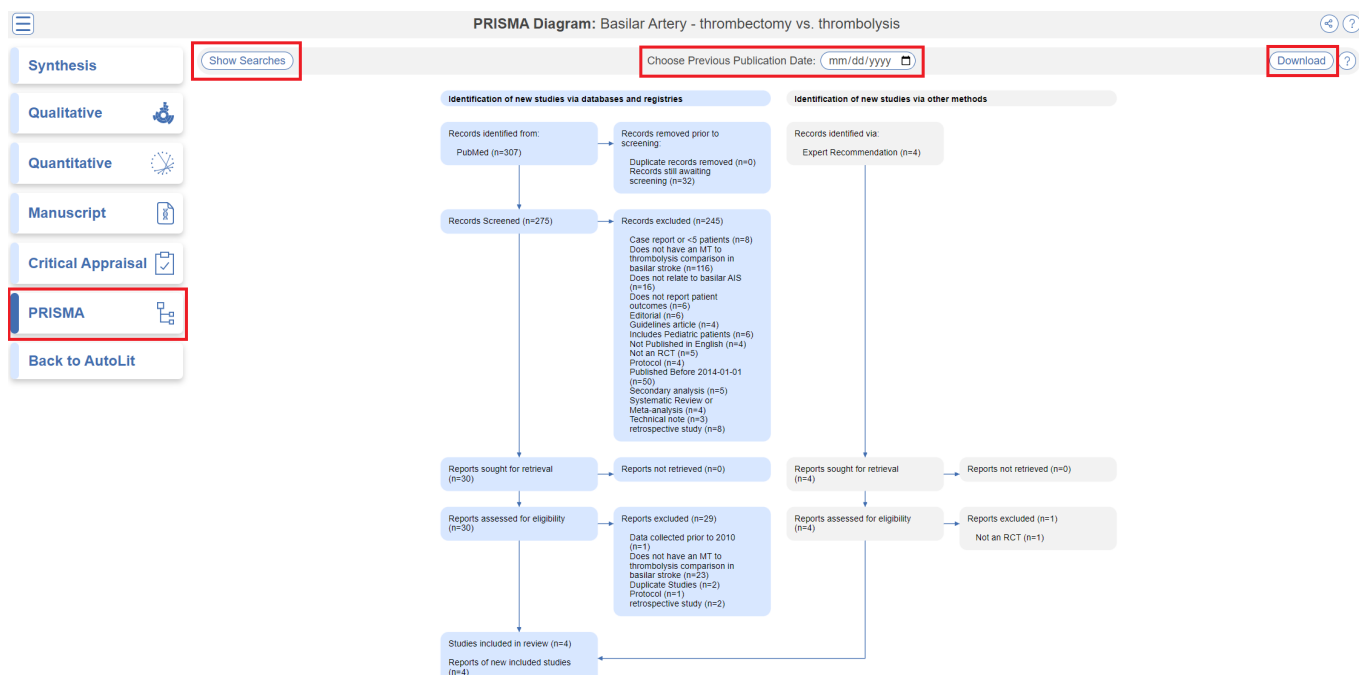 PRISMA Diagram: Basilar Artery - thrombectomy vs. thrombolysis
?
Synthesis
Qualitative
Quantitative
Manuscript
Critical Appraisal
PRISMA
Back to AutoLit
Show Searches
Choose Previous Publication Date: mm/dd/yyyy
Download
?
Identification of new studies via databases and registries
Identification of new studies via other methods
Records identified from:
PubMed (n=307)
Records removed prior to
screening:
Duplicate records removed (n=0)
Records still awaiting
screening (n=32)
Records identified via:
Expert Recommendation (n=4)
Records Screened (n=275)
Records excluded (n=245)
Case report or <5 patients (n=8)
Does not have an MT to
thrombolysis comparison in
basilar stroke (n=116)
Does not relate to basilar AIS
(n=16)
Does not report patient
outcomes (n=6)
Editorial (n=6)
Guidelines article (n=4)
Includes Pediatric patients (n=6)
Not Published in English (n=4)
Not an RCT (n=5)
Protocol (n=4)
Published Before 2014-01-01
(n=50)
Secondary analysis (n=5)
Systematic Review or
Meta-analysis (n=4)
Technical note (n=3)
retrospective study (n=8)
Reports sought for retrieval
(n=30)
Reports not retrieved (n=0)
Reports sought for retrieval
(n=4)
Reports not retrieved (n=0)
Reports assessed for eligibility
(n=30)
Reports excluded (n=29)
Data collected prior to 2010
(n=1)
Does not have an MT to
thrombolysis comparison in
basilar stroke (n=23)
Duplicate Studies (n=2)
Protocol (n=1)
retrospective study (n=2)
Reports assessed for eligibility
(n=4)
Reports excluded (n=1)
Not an RCT (n=1)
Studies included in review (n=4)
Reports of new included studies
(n=4)